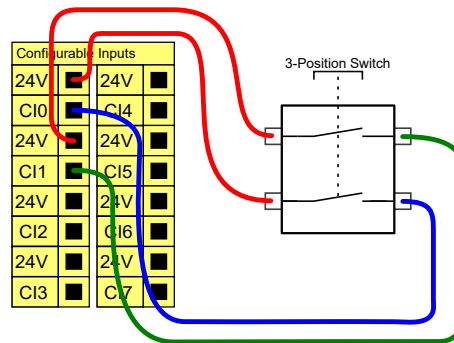 3-Position Switch
Configurable Inputs
24V 24V
CI0 CI4
24V 24V
CI1 CI5
24V 24V
CI2 CI6
24V 24V
CI3 CI7